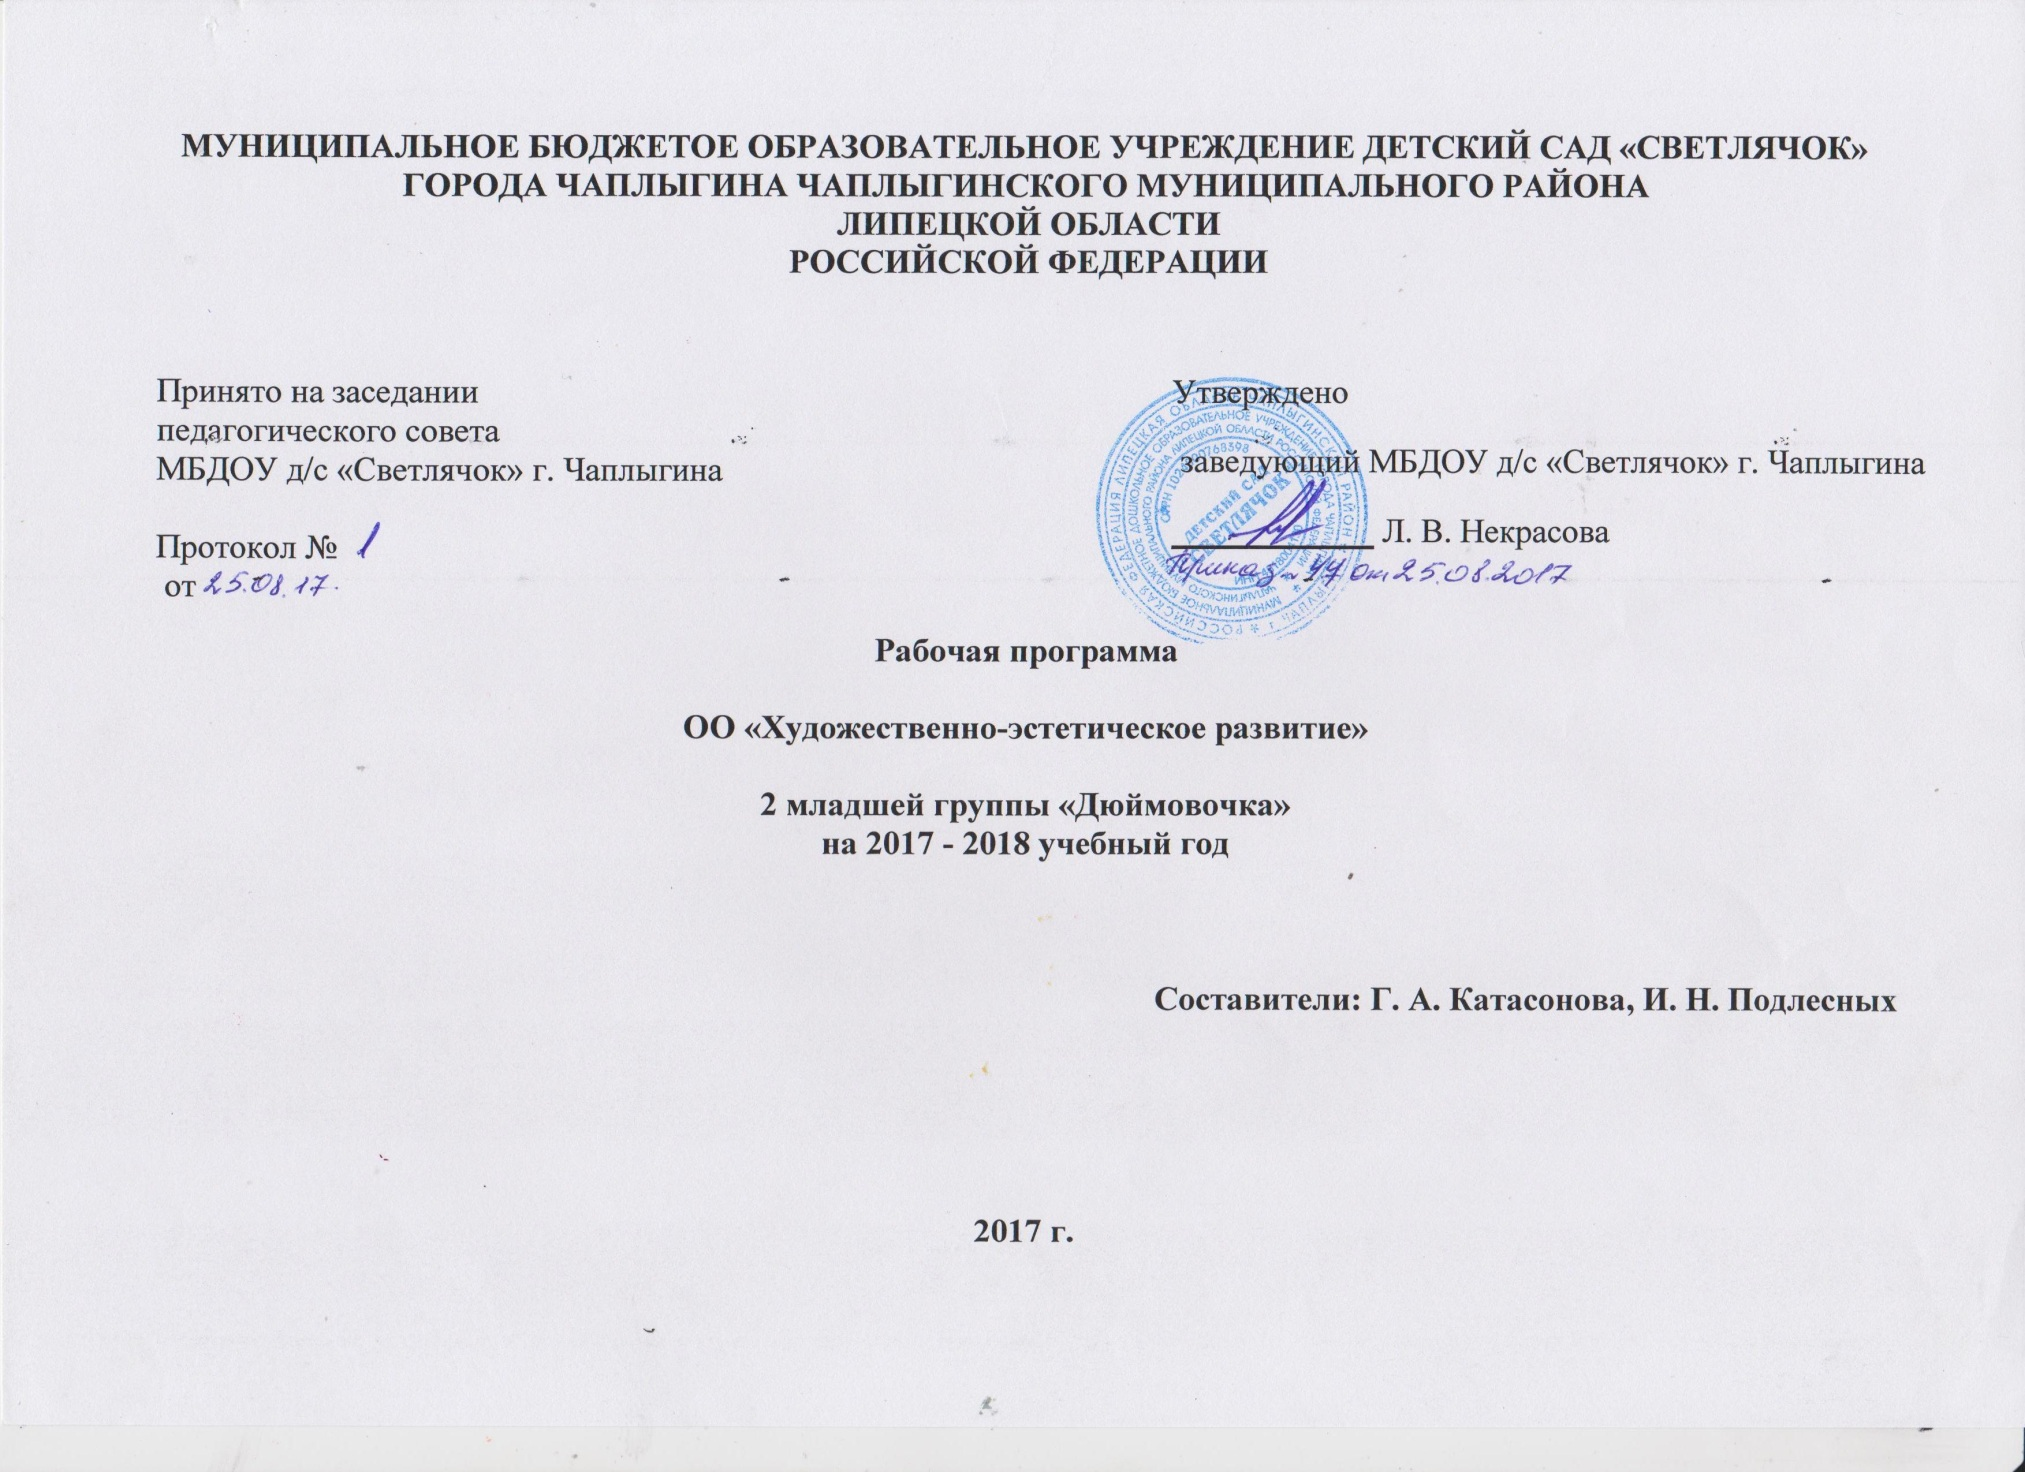 МУНИЦИПАЛЬНОЕ БЮДЖЕТОЕ ОБРАЗОВАТЕЛЬНОЕ УЧРЕЖДЕНИЕ ДЕТСКИЙ САД «СВЕТЛЯЧОК»
ГОРОДА ЧАПЛЫГИНА ЧАПЛЫГИНСКОГО МУНИЦИПАЛЬНОГО РАЙОНА
ЛИПЕЦКОЙ ОБЛАСТИ
РОССИЙСКОЙ ФЕДЕРАЦИИ
Принято на заседании
педагогического совета
МБДОУ д/с «Светлячок» г. Чаплыгина
Протокол № 1
от 25.08.17.
Утверждено
заведующий МБДОУ д/с «Светлячок» г. Чаплыгина
Л. В. Некрасова
Приказ 44 от 25.08.2017
ДЕТСКИЙ САД
СВЕТЛЯЧОК
Рабочая программа
ОО «Художественно-эстетическое развитие»
2 младшей группы «Дюймовочка»
на 2017 - 2018 учебный год
Составители: Г. А. Катасонова, И. Н. Подлесных
2017 г.